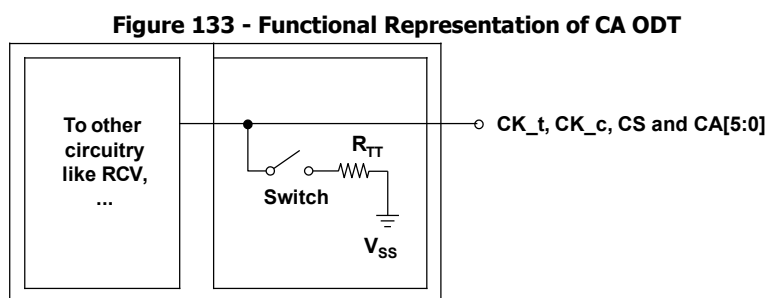 Figure 133 - Functional Representation of CA ODT
To other
circuitry
like RCV,
...
CK_t, CK_c, CS and CA[5:0]
RTT
Switch
VSS